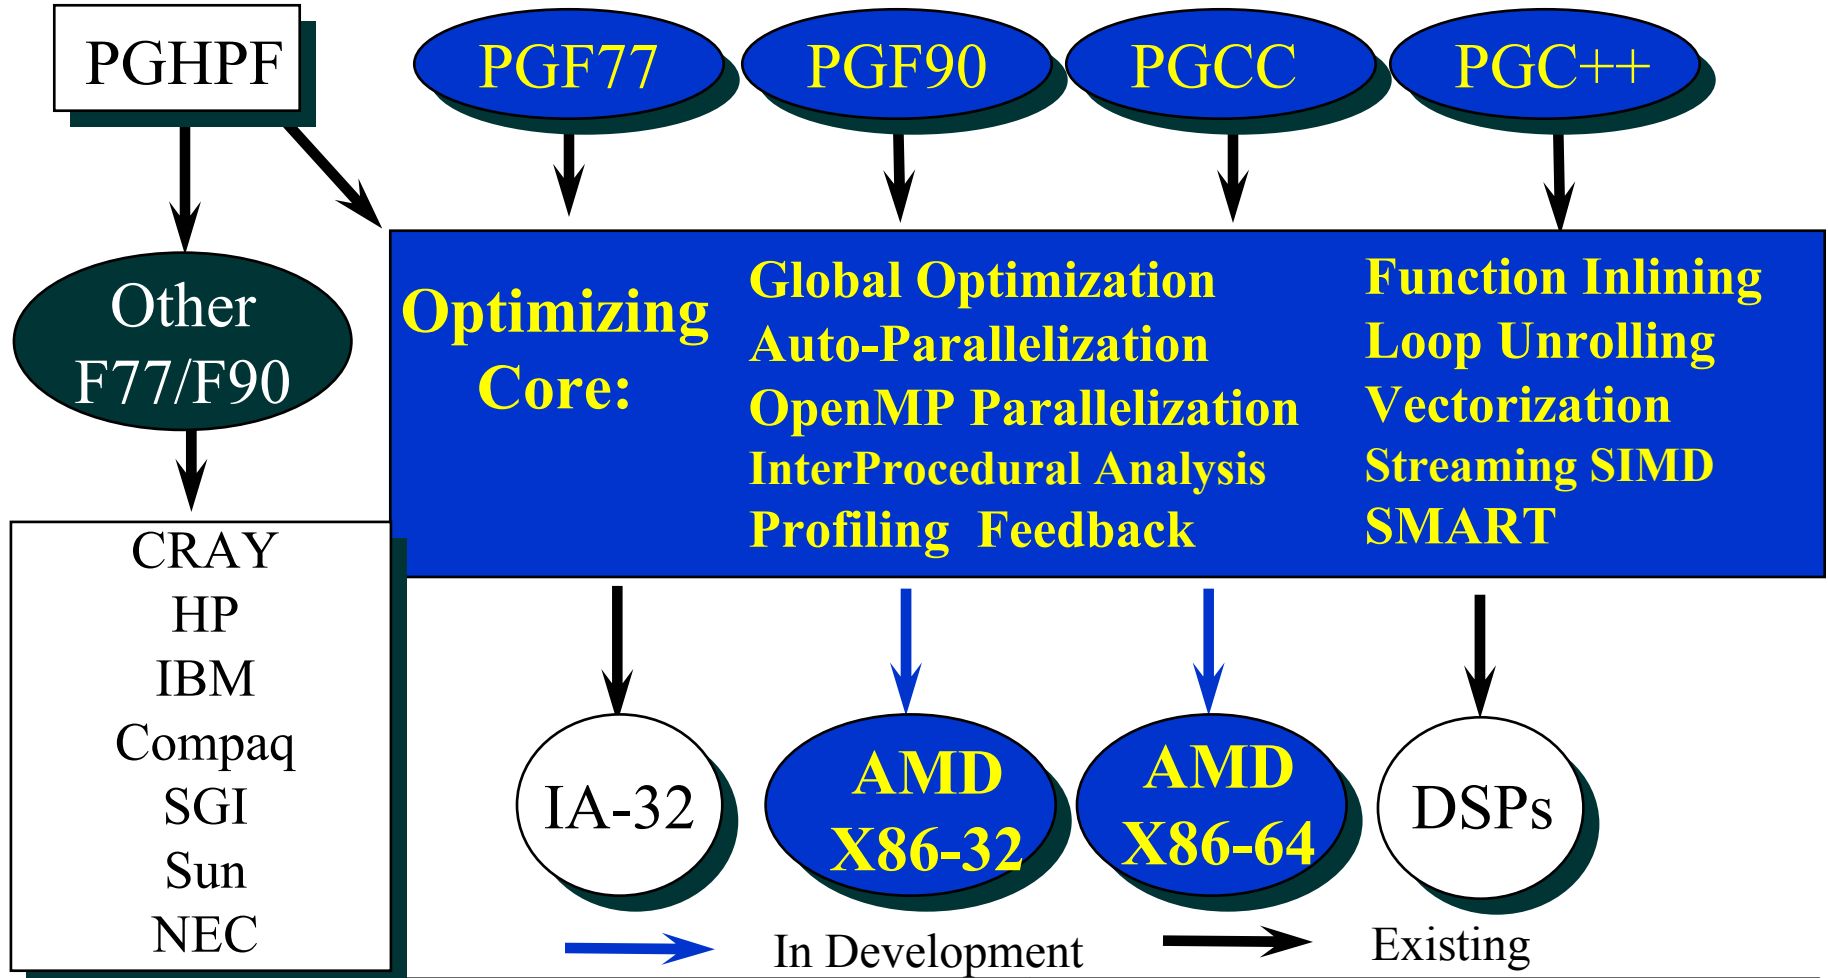 PGHPF
PGF77
PGF90
PGCC
PGC++
Other
F77/F90
Optimizing
Core:
Global Optimization
Auto-Parallelization
OpenMP Parallelization
InterProcedural Analysis
Profiling Feedback
Function Inlining
Loop Unrolling
Vectorization
Streaming SIMD
SMART
CRAY
HP
IBM
Compaq
SGI
Sun
NEC
IA-32
AMD
X86-32
AMD
X86-64
DSPs
In Development
Existing